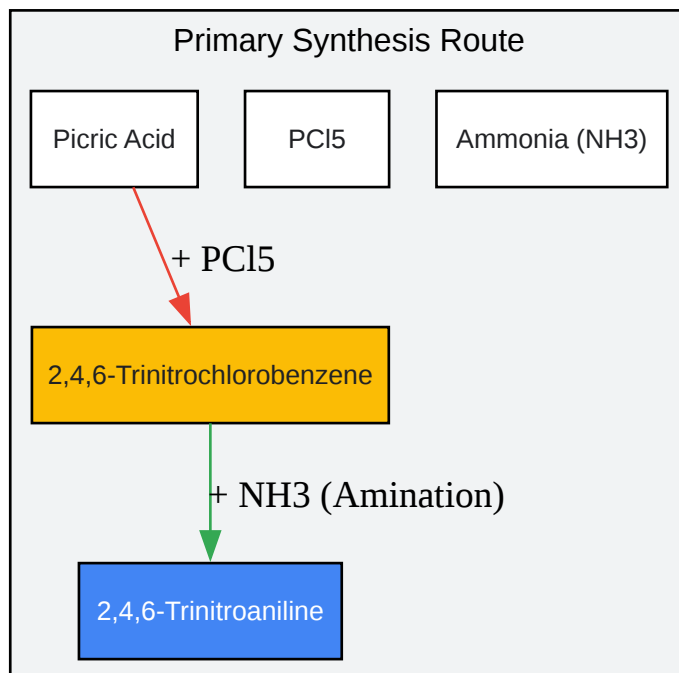 Primary Synthesis Route
Picric Acid
PCl5
Ammonia (NH3)
+ PCl5
2,4,6-Trinitrochlorobenzene
+ NH3 (Amination)
2,4,6-Trinitroaniline